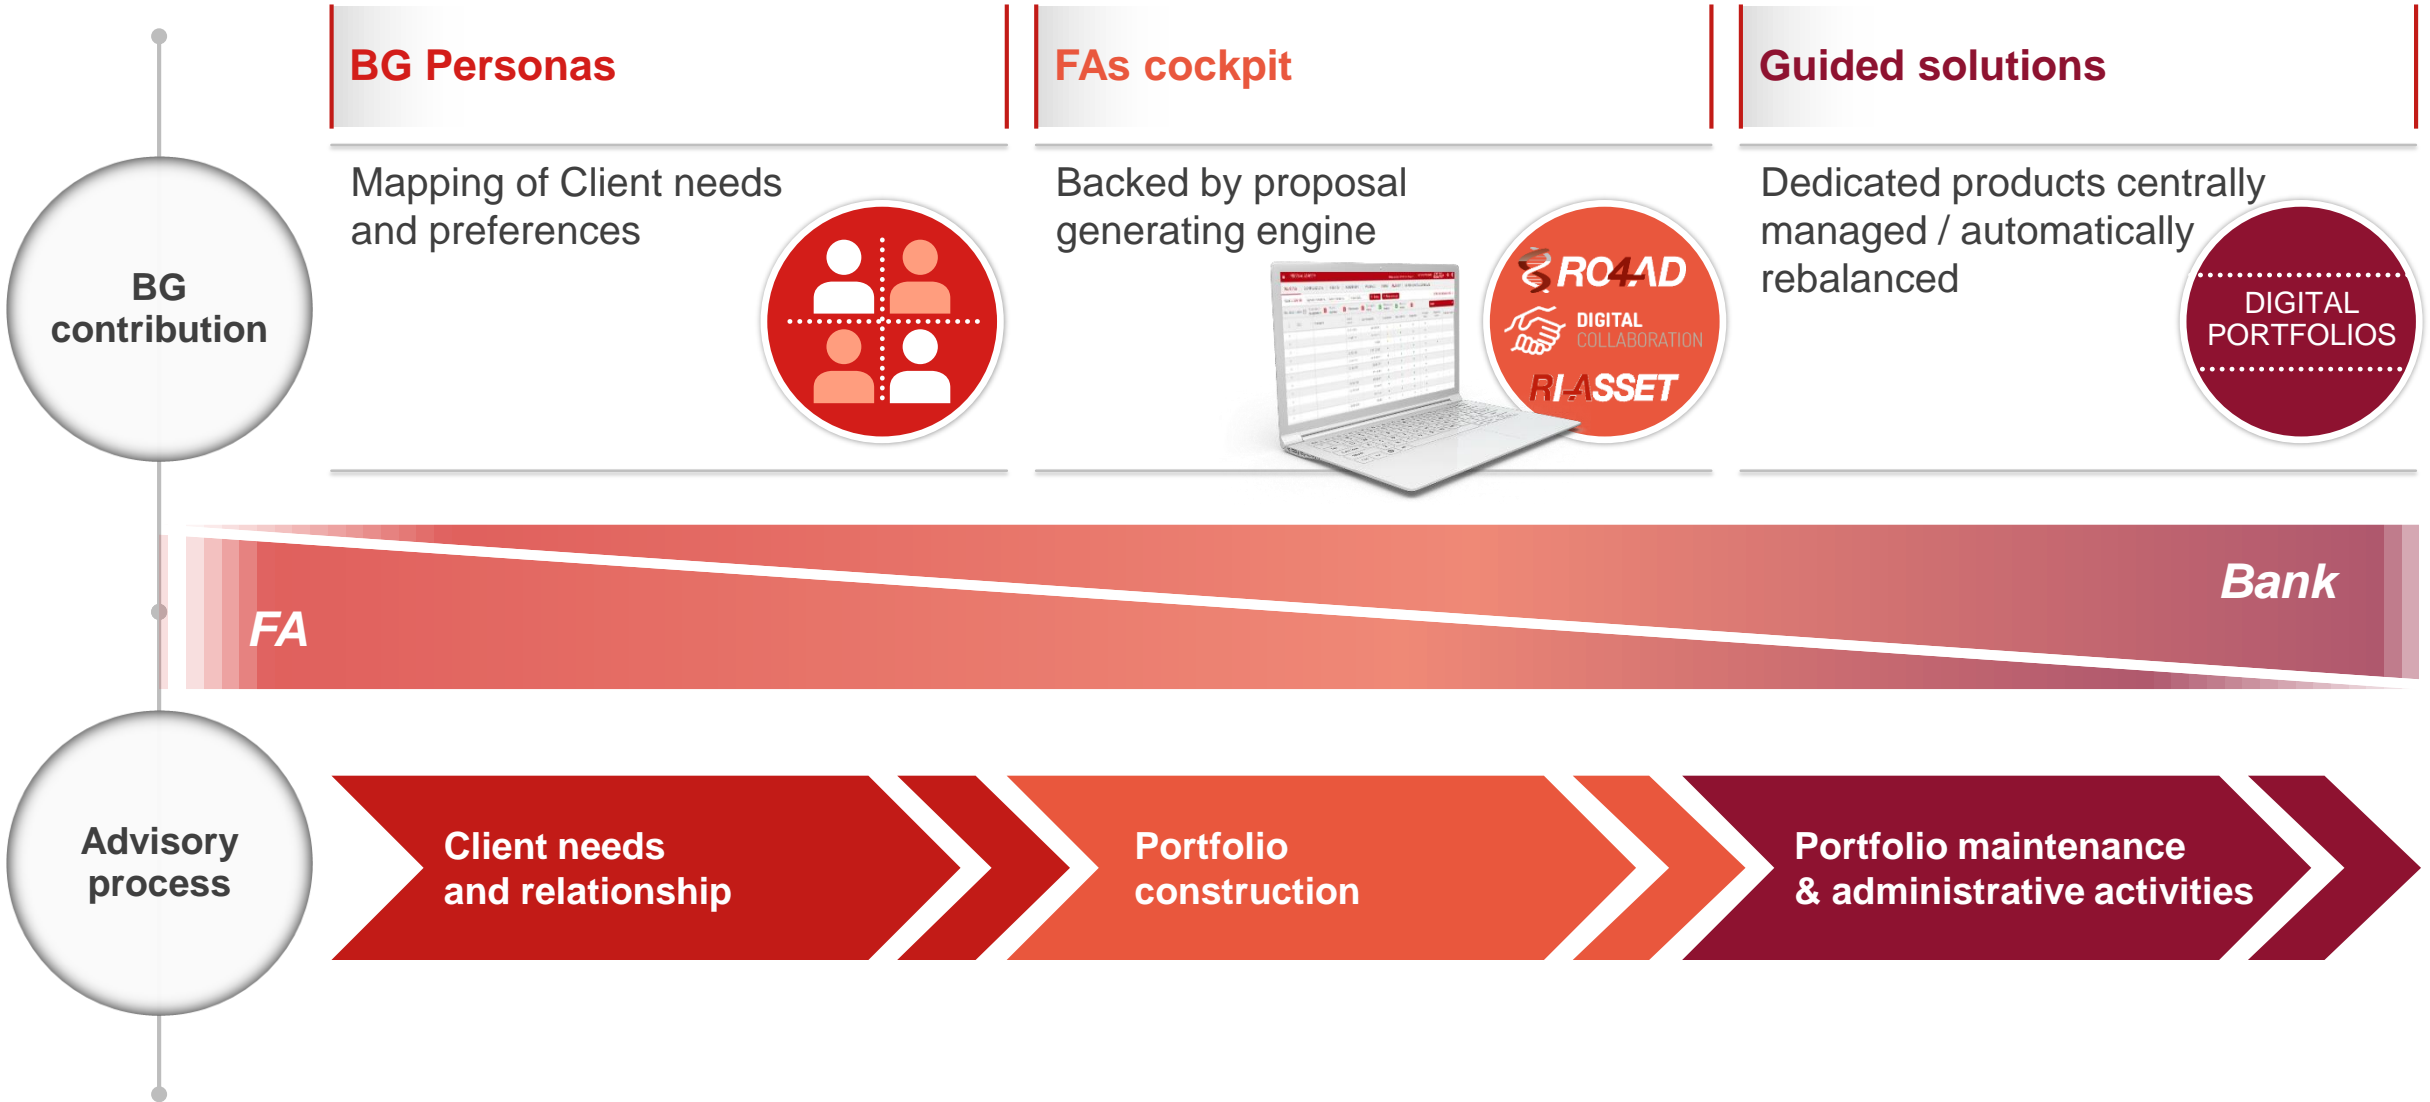 BG Personas
FAs cockpit
Guided solutions
BG
contribution
Mapping of Client needs
and preferences
Backed by proposal
generating engine
RO4AD
DIGITAL
COLLABORATION
RI-ASSET
Dedicated products centrally
managed / automatically
rebalanced
DIGITAL
PORTFOLIOS
FA
Bank
Advisory
process
Client needs
and relationship
Portfolio
construction
Portfolio maintenance
& administrative activities